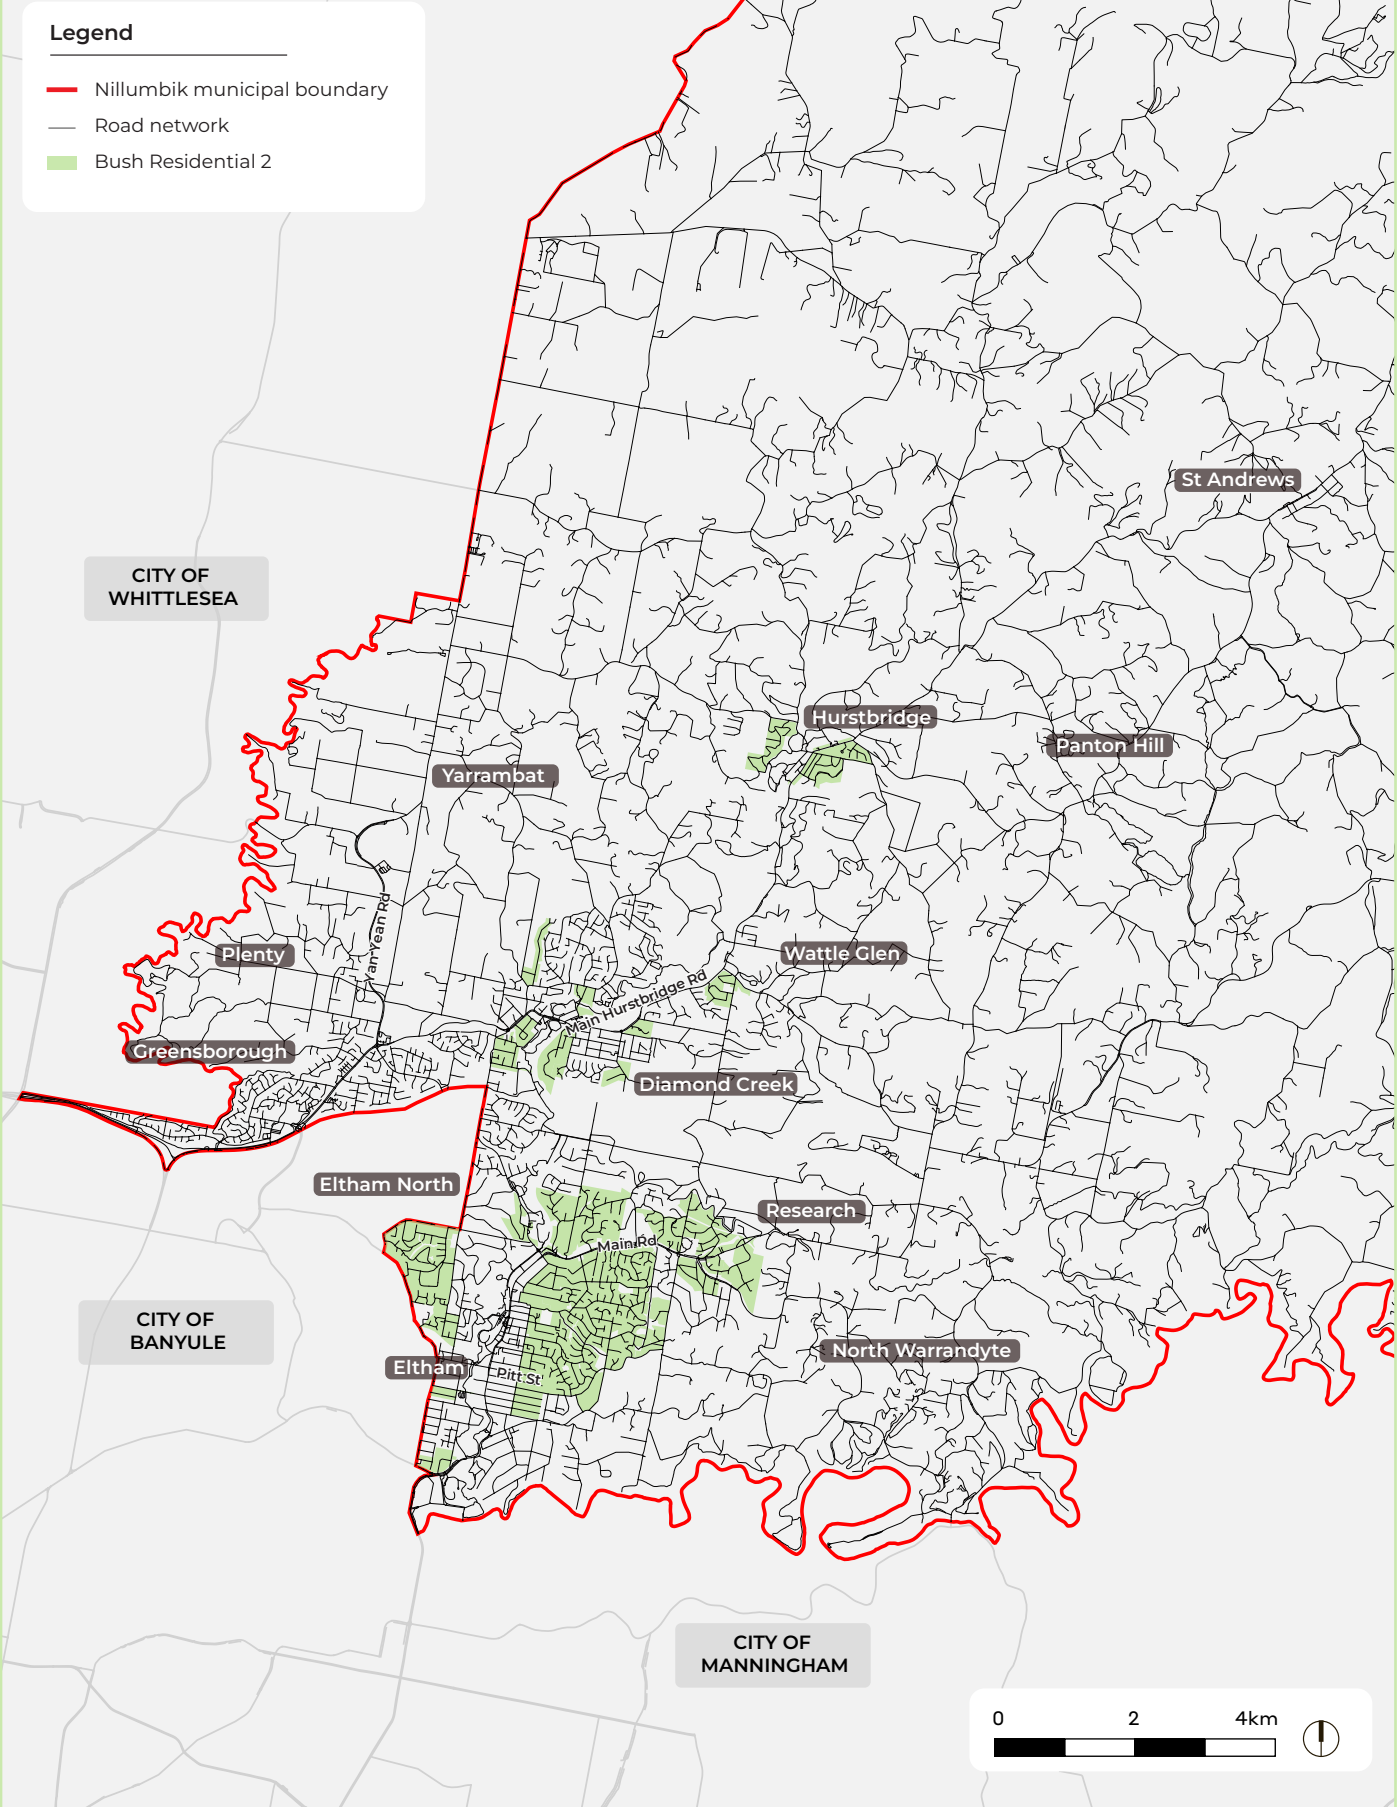 Legend
Nillumbik municipal boundary
Road network
Bush Residential 2
St Andrews
CITY OF
WHITTLESEA
Hurstbridge
Panton Hill
Yarrambat
Yan Yean Rd
Plenty
Wattle Glen
Main Hurstbridge Rd
Greensborough
Diamond Creek
Eltham North
Research
Main Rd
CITY OF
BANYULE
North Warrandyte
Eltham
Pitt St
CITY OF
MANNINGHAM
0 2 4km